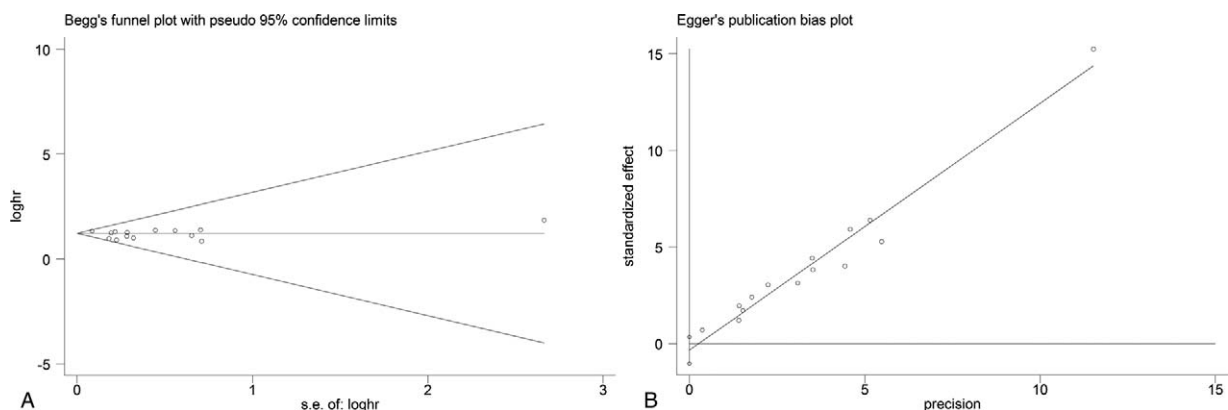 Begg's funnel plot with pseudo 95% confidence limits
10
5
0
-5
loghr
0
1
2
3
s.e. of: loghr
A
Egger's publication bias plot
15
10
5
0
standardized effect
0
5
10
15
precision
B